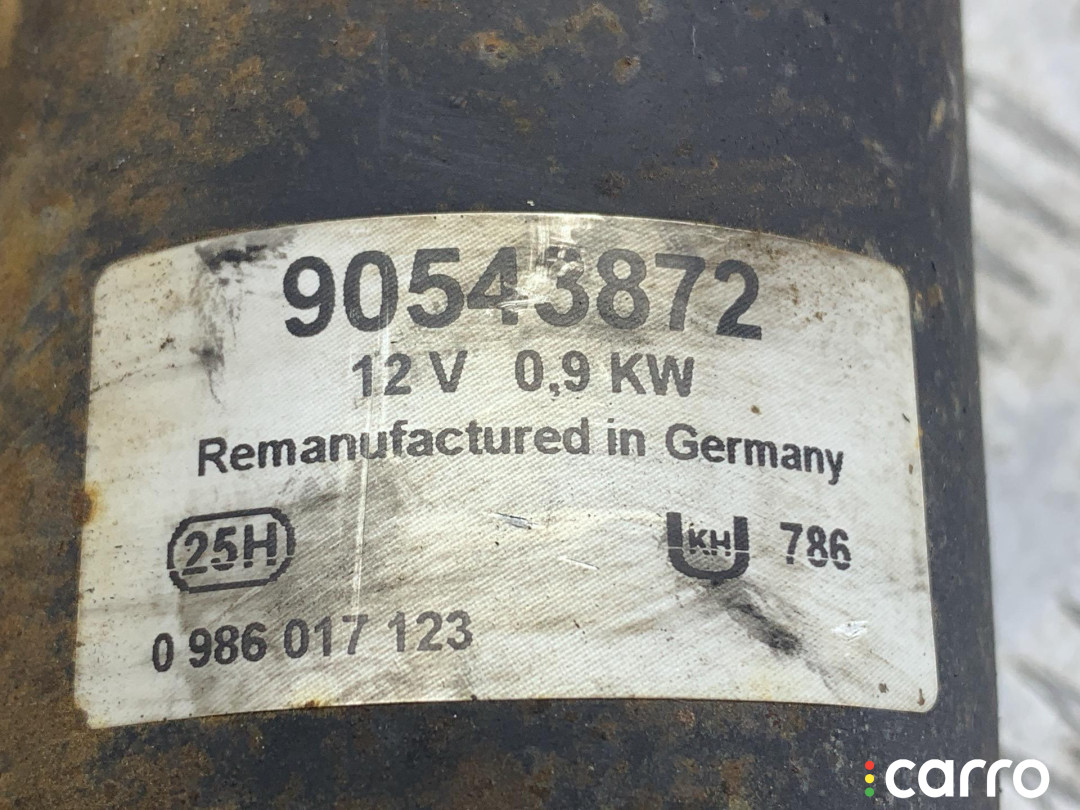 90543872
12 V 0,9 KW
Remanufactured in Germany
25H KH 786
0 986 017 123
carro